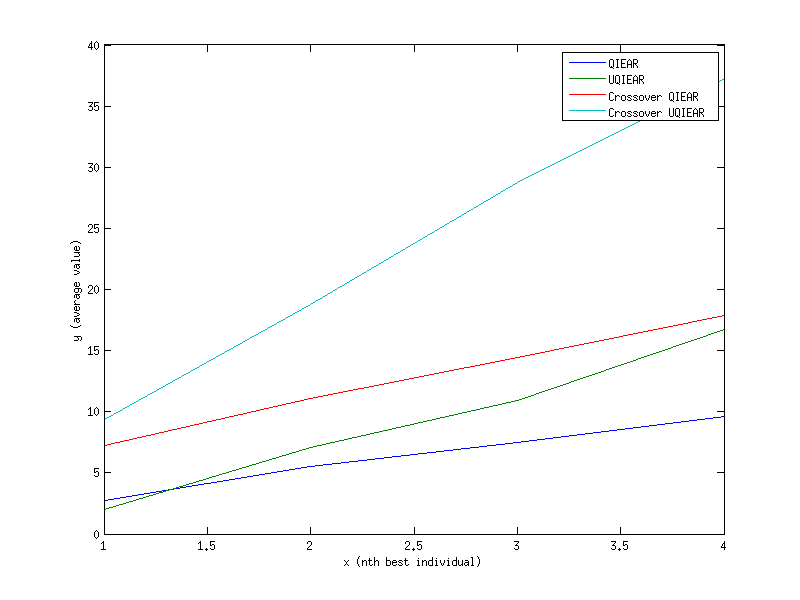 40
35
30
25
20
15
10
5
0
y (average value)
QIEAR
UQIEAR
Crossover QIEAR
Crossover UQIEAR
1 1.5 2 2.5 3 3.5 4
x (nth best individual)